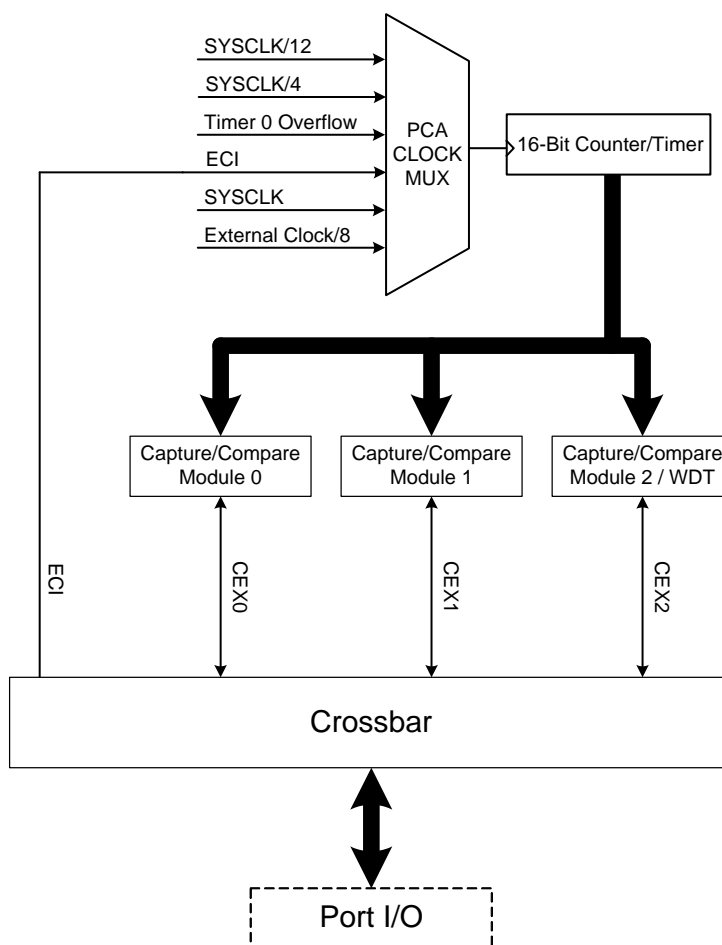 SYSCLK/12
SYSCLK/4
Timer 0 Overflow
ECI
SYSCLK
External Clock/8
PCA
CLOCK
MUX
16-Bit Counter/Timer
Capture/Compare
Module 0
Capture/Compare
Module 1
Capture/Compare
Module 2 / WDT
ECI
CEX0
CEX1
CEX2
Crossbar
Port I/O